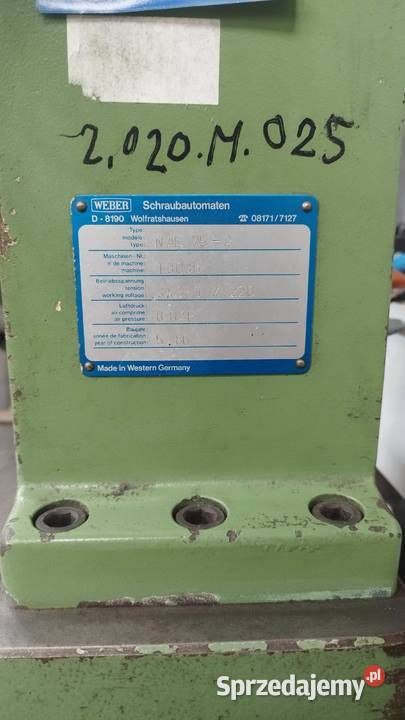 2.020.M.025
WEBER Schraubautomaten
D - 8190 Wolfratshausen ☎ 08171/7127
Type
modèle
type
Maschinen-Nr.
n° de machine
machine
Betriebsspannung
tension
working voltage
Luftdruck
air comprimé
air pressure
Baujahr
année de fabrication
year of construction
Made in Western Germany
Sprzedajemy.pl